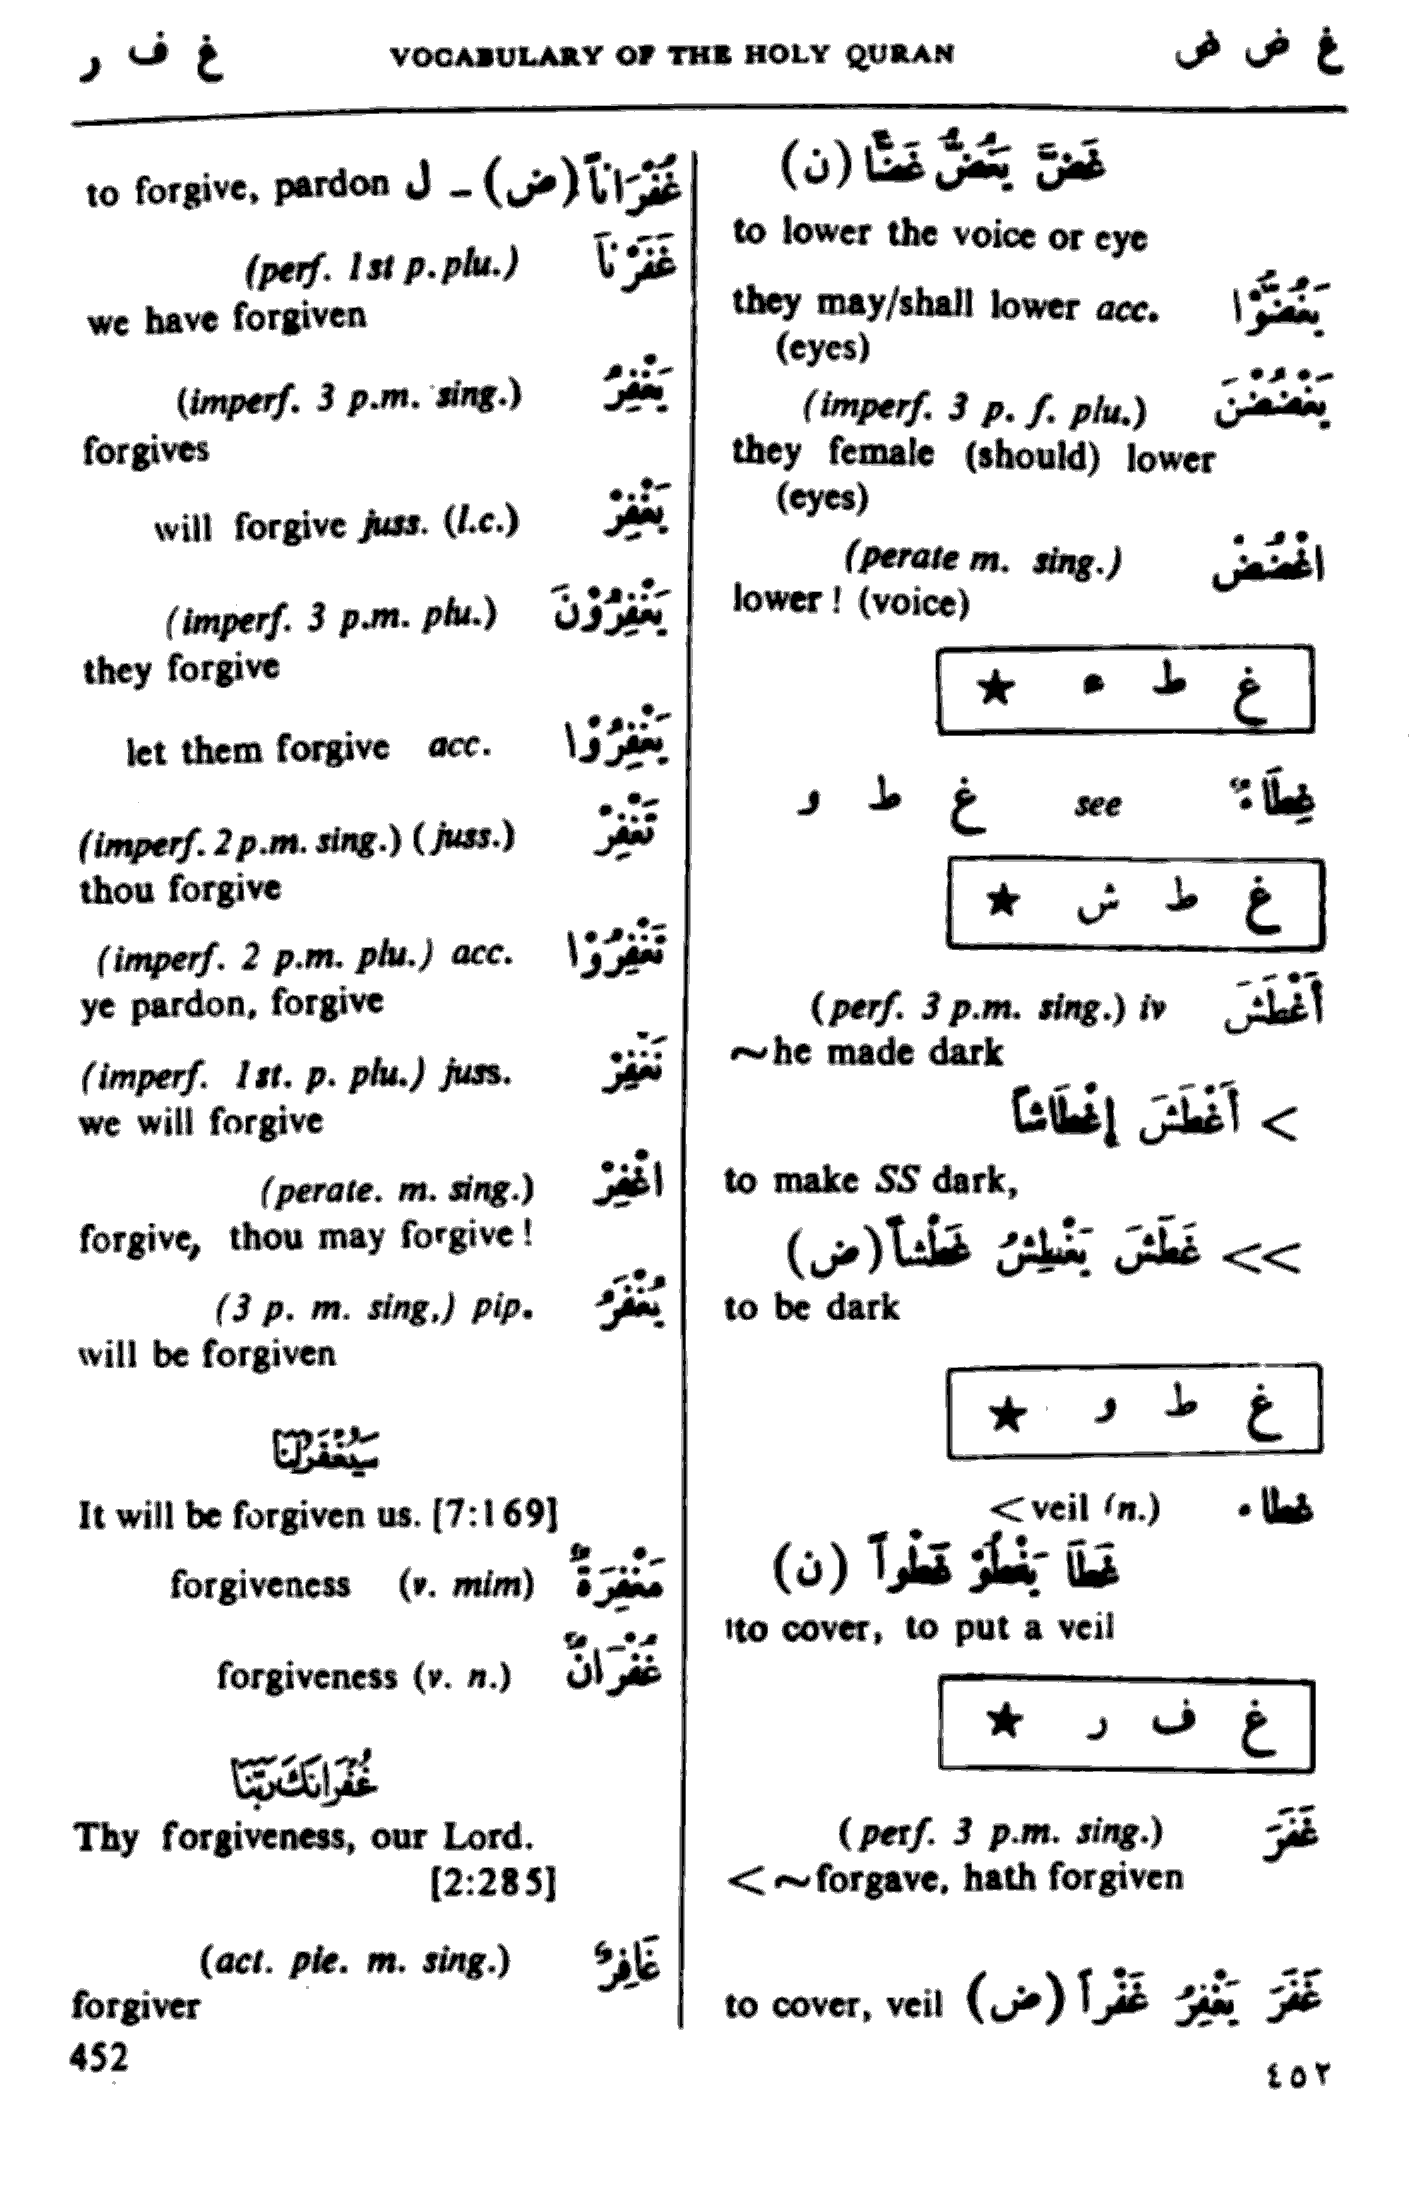 غ ف ر VOCABULARY OF THE HOLY QURAN غ ض ض
غَضَّ يَغُضُّ غَضًّا (ن)
to lower the voice or eye
يَغُضُّوْا they may/shall lower acc.
(eyes)
يَغْضُضْنَ (imperf. 3 p. f. plu.)
they female (should) lower
(eyes)
اغْضُضْ (perate m. sing.)
lower ! (voice)
غ ط ء ★
غِطَاءٌ see غ ط و
غ ط ش ★
أَغْطَشَ (perf. 3 p.m. sing.) iv
~he made dark
> أَغْطَشَ إِغْطَاشاً
to make SS dark,
>> غَطَشَ يَغْطِشُ غَطْشاً (ض)
to be dark
غ ط و ★
غطاء <veil (n.)
غَطَا يَغْطُوْ غَطْواً (ن)
to cover, to put a veil
غ ف ر ★
غَفَرَ (perf. 3 p.m. sing.)
<~forgave, hath forgiven
غَفَرَ يَغْفِرُ غَفْراً (ض) to cover, veil
غُفْرَاناً (ض) – ل to forgive, pardon
غَفَرْنَا (perf. 1st p.plu.)
we have forgiven
يَغْفِرُ (imperf. 3 p.m. sing.)
forgives
يَغْفِرْ will forgive juss. (l.c.)
يَغْفِرُوْنَ (imperf. 3 p.m. plu.)
they forgive
يَغْفِرُوْا let them forgive acc.
تَغْفِرْ (imperf. 2 p.m. sing.) (juss.)
thou forgive
تَغْفِرُوْا (imperf. 2 p.m. plu.) acc.
ye pardon, forgive
نَغْفِرْ (imperf. 1st. p. plu.) juss.
we will forgive
اغْفِرْ (perate. m. sing.)
forgive, thou may forgive !
يُغْفَرُ (3 p. m. sing,) pip.
will be forgiven
سَيُغْفَرُ لَنَا
It will be forgiven us. [7:169]
مَغْفِرَةٌ forgiveness (v. mim)
غُفْرَانٌ forgiveness (v. n.)
غُفْرَانَكَ رَبَّنَا
Thy forgiveness, our Lord.
[2:285]
غَافِرٌ (act. pie. m. sing.)
forgiver
452 ٤٥٢